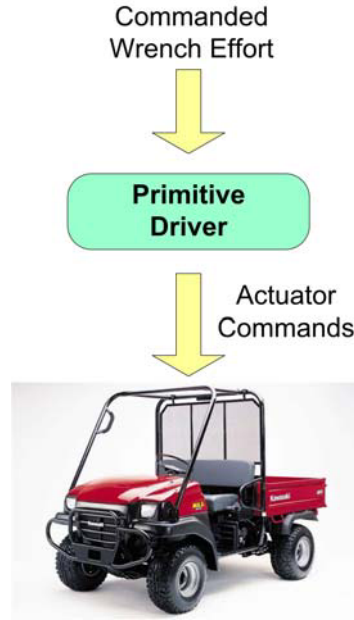 Commanded
Wrench Effort
Primitive
Driver
Actuator
Commands
Kawasaki